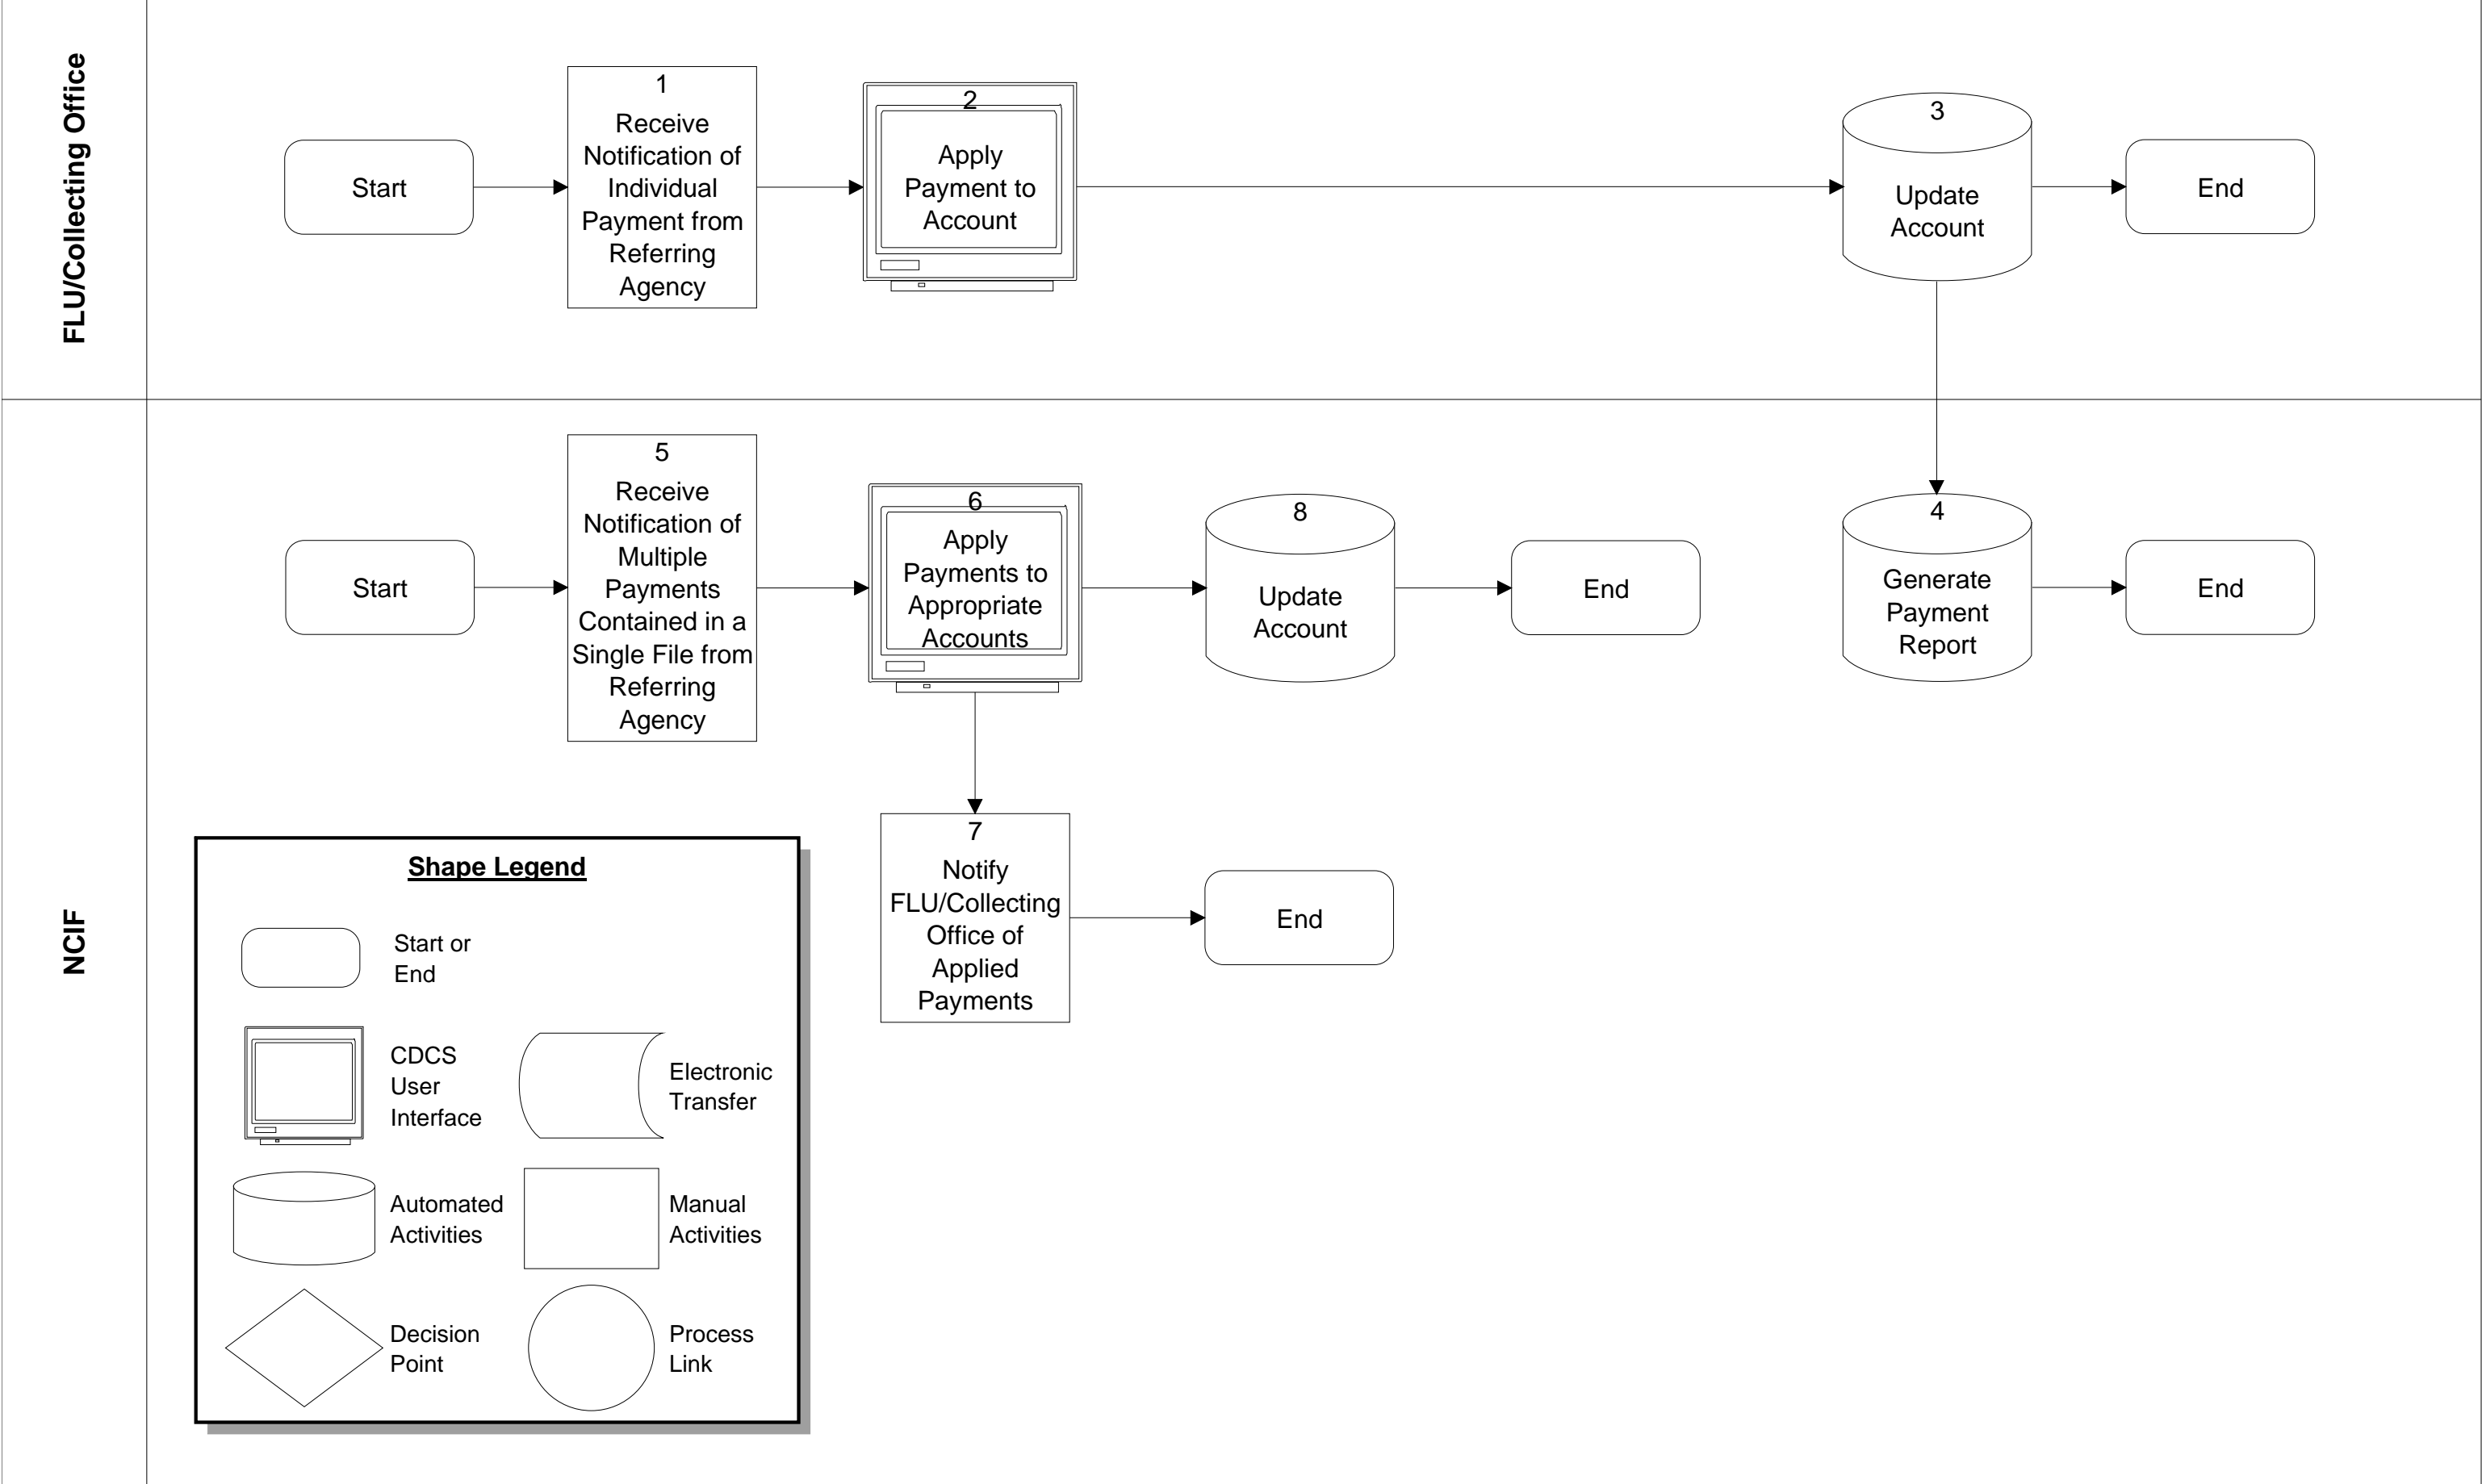 FLU/Collecting Office
Start
1
Receive
Notification of
Individual
Payment from
Referring
Agency
2
Apply
Payment to
Account
3
Update
Account
End
NCIF
Start
5
Receive
Notification of
Multiple
Payments
Contained in a
Single File from
Referring
Agency
6
Apply
Payments to
Appropriate
Accounts
8
Update
Account
End
4
Generate
Payment
Report
End
7
Notify
FLU/Collecting
Office of
Applied
Payments
End
Shape Legend
Start or
End
CDCS
User
Interface
Electronic
Transfer
Automated
Activities
Manual
Activities
Decision
Point
Process
Link